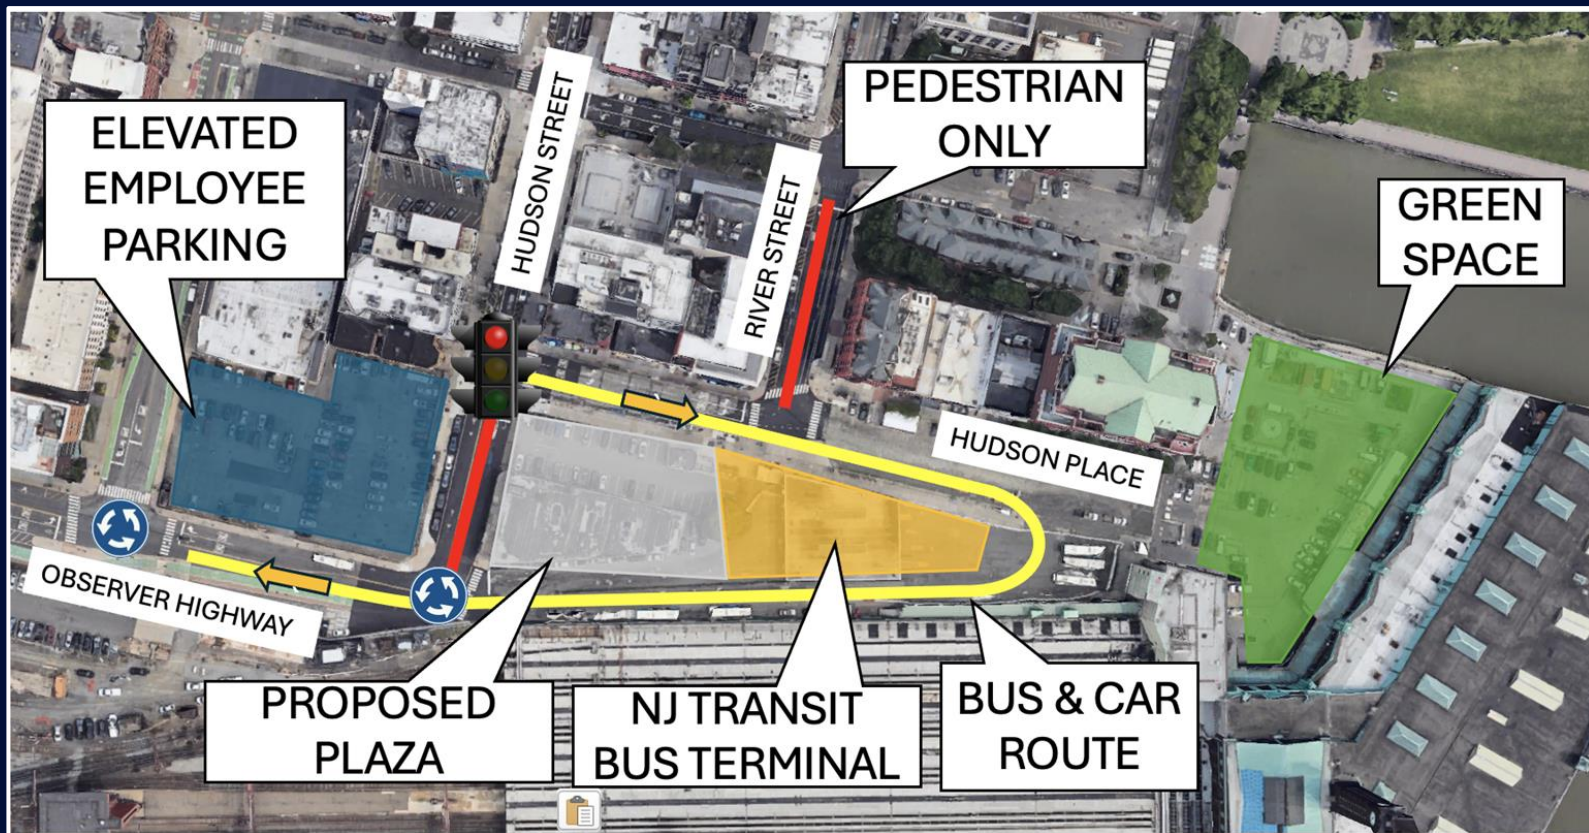 ELEVATED
EMPLOYEE
PARKING
HUDSON STREET
PEDESTRIAN
ONLY
RIVER STREET
GREEN
SPACE
HUDSON PLACE
OBSERVER HIGHWAY
PROPOSED
PLAZA
NJ TRANSIT
BUS TERMINAL
BUS & CAR
ROUTE